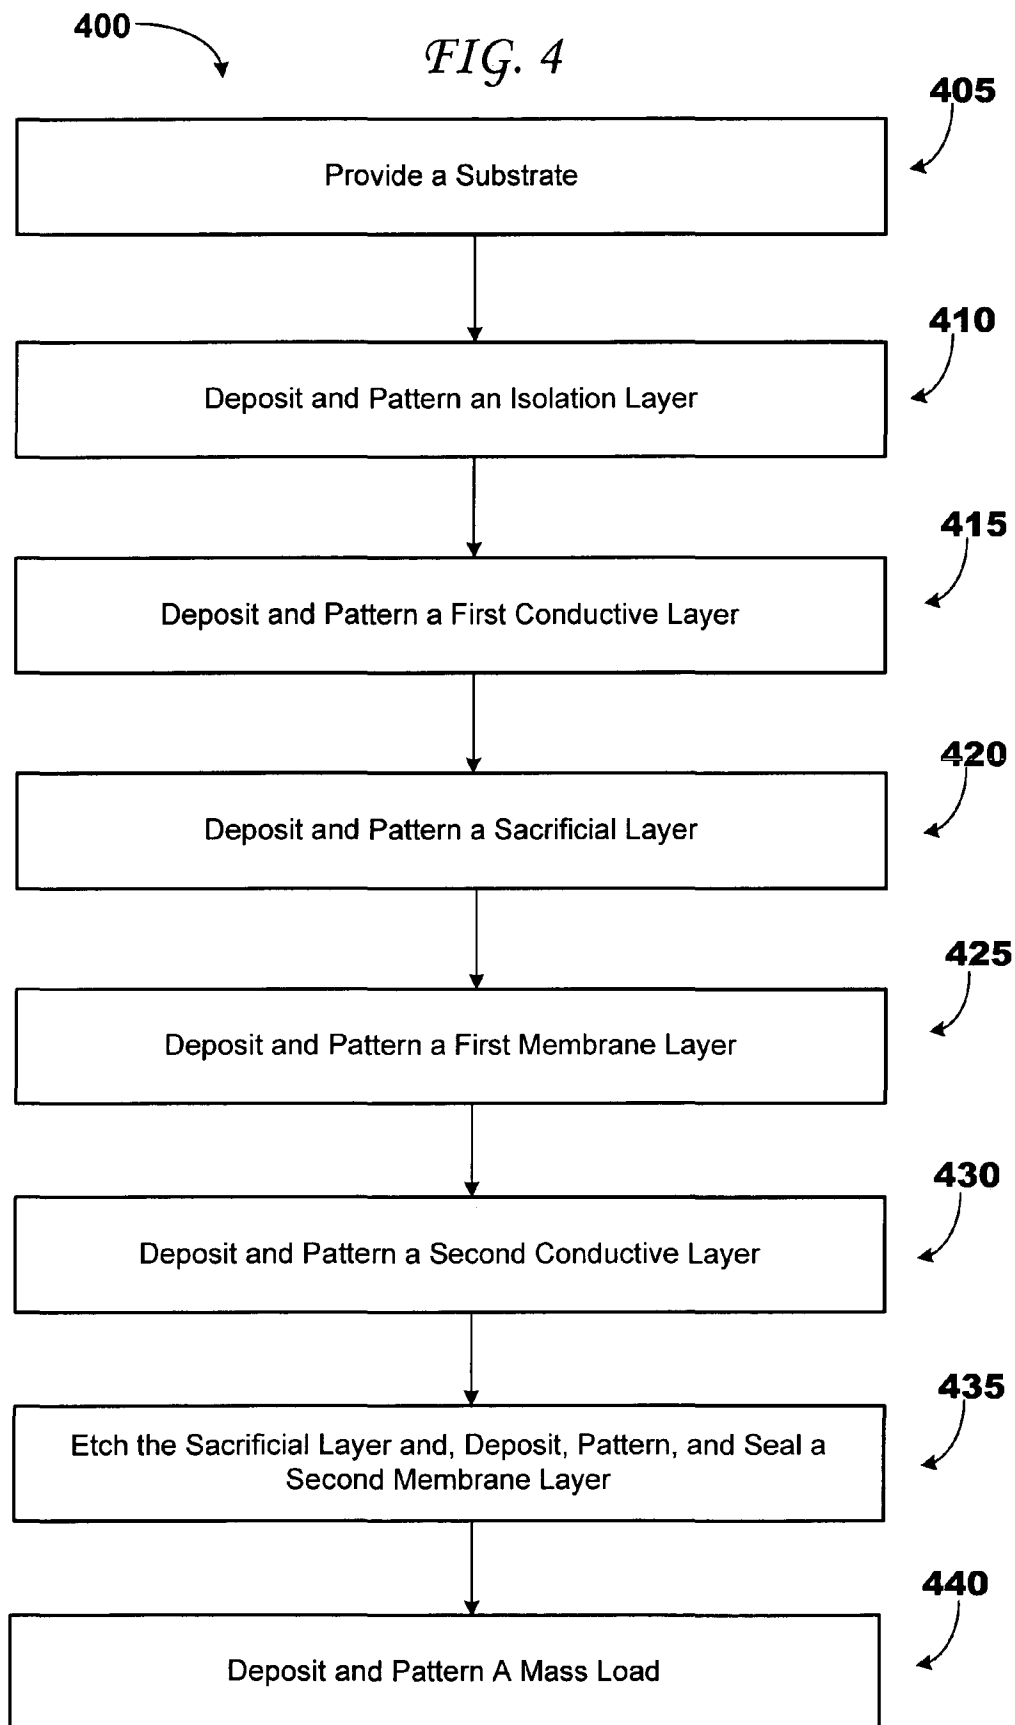 400
FIG. 4
405
Provide a Substrate
410
Deposit and Pattern an Isolation Layer
415
Deposit and Pattern a First Conductive Layer
420
Deposit and Pattern a Sacrificial Layer
425
Deposit and Pattern a First Membrane Layer
430
Deposit and Pattern a Second Conductive Layer
435
Etch the Sacrificial Layer and, Deposit, Pattern, and Seal a
Second Membrane Layer
440
Deposit and Pattern A Mass Load